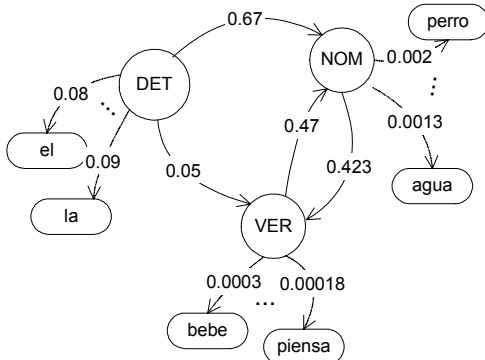 perro
0.67
0.002
NOM
DET
0.08
...
...
0.0013
0.47
el
0.09
0.05
0.423
agua
la
VER
0.0003
0.00018
...
bebe
piensa